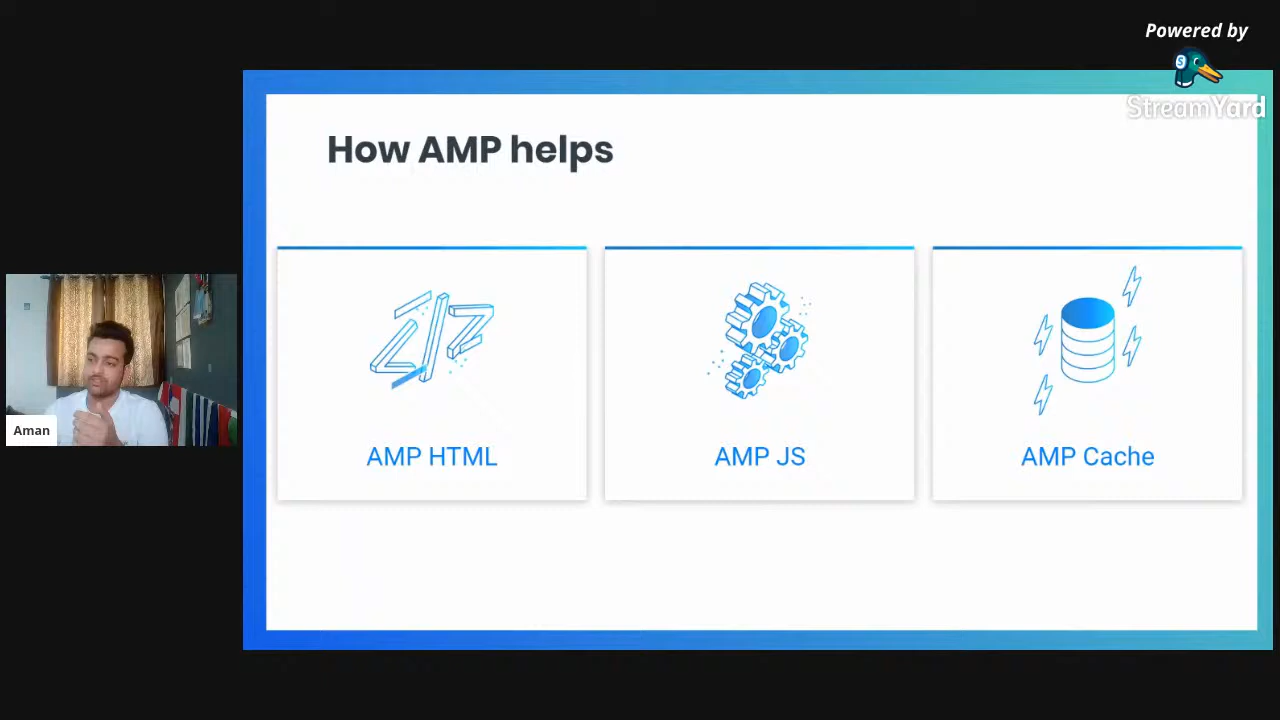 Powered by
StreamYard
How AMP helps
AMP HTML
AMP JS
AMP Cache
Aman